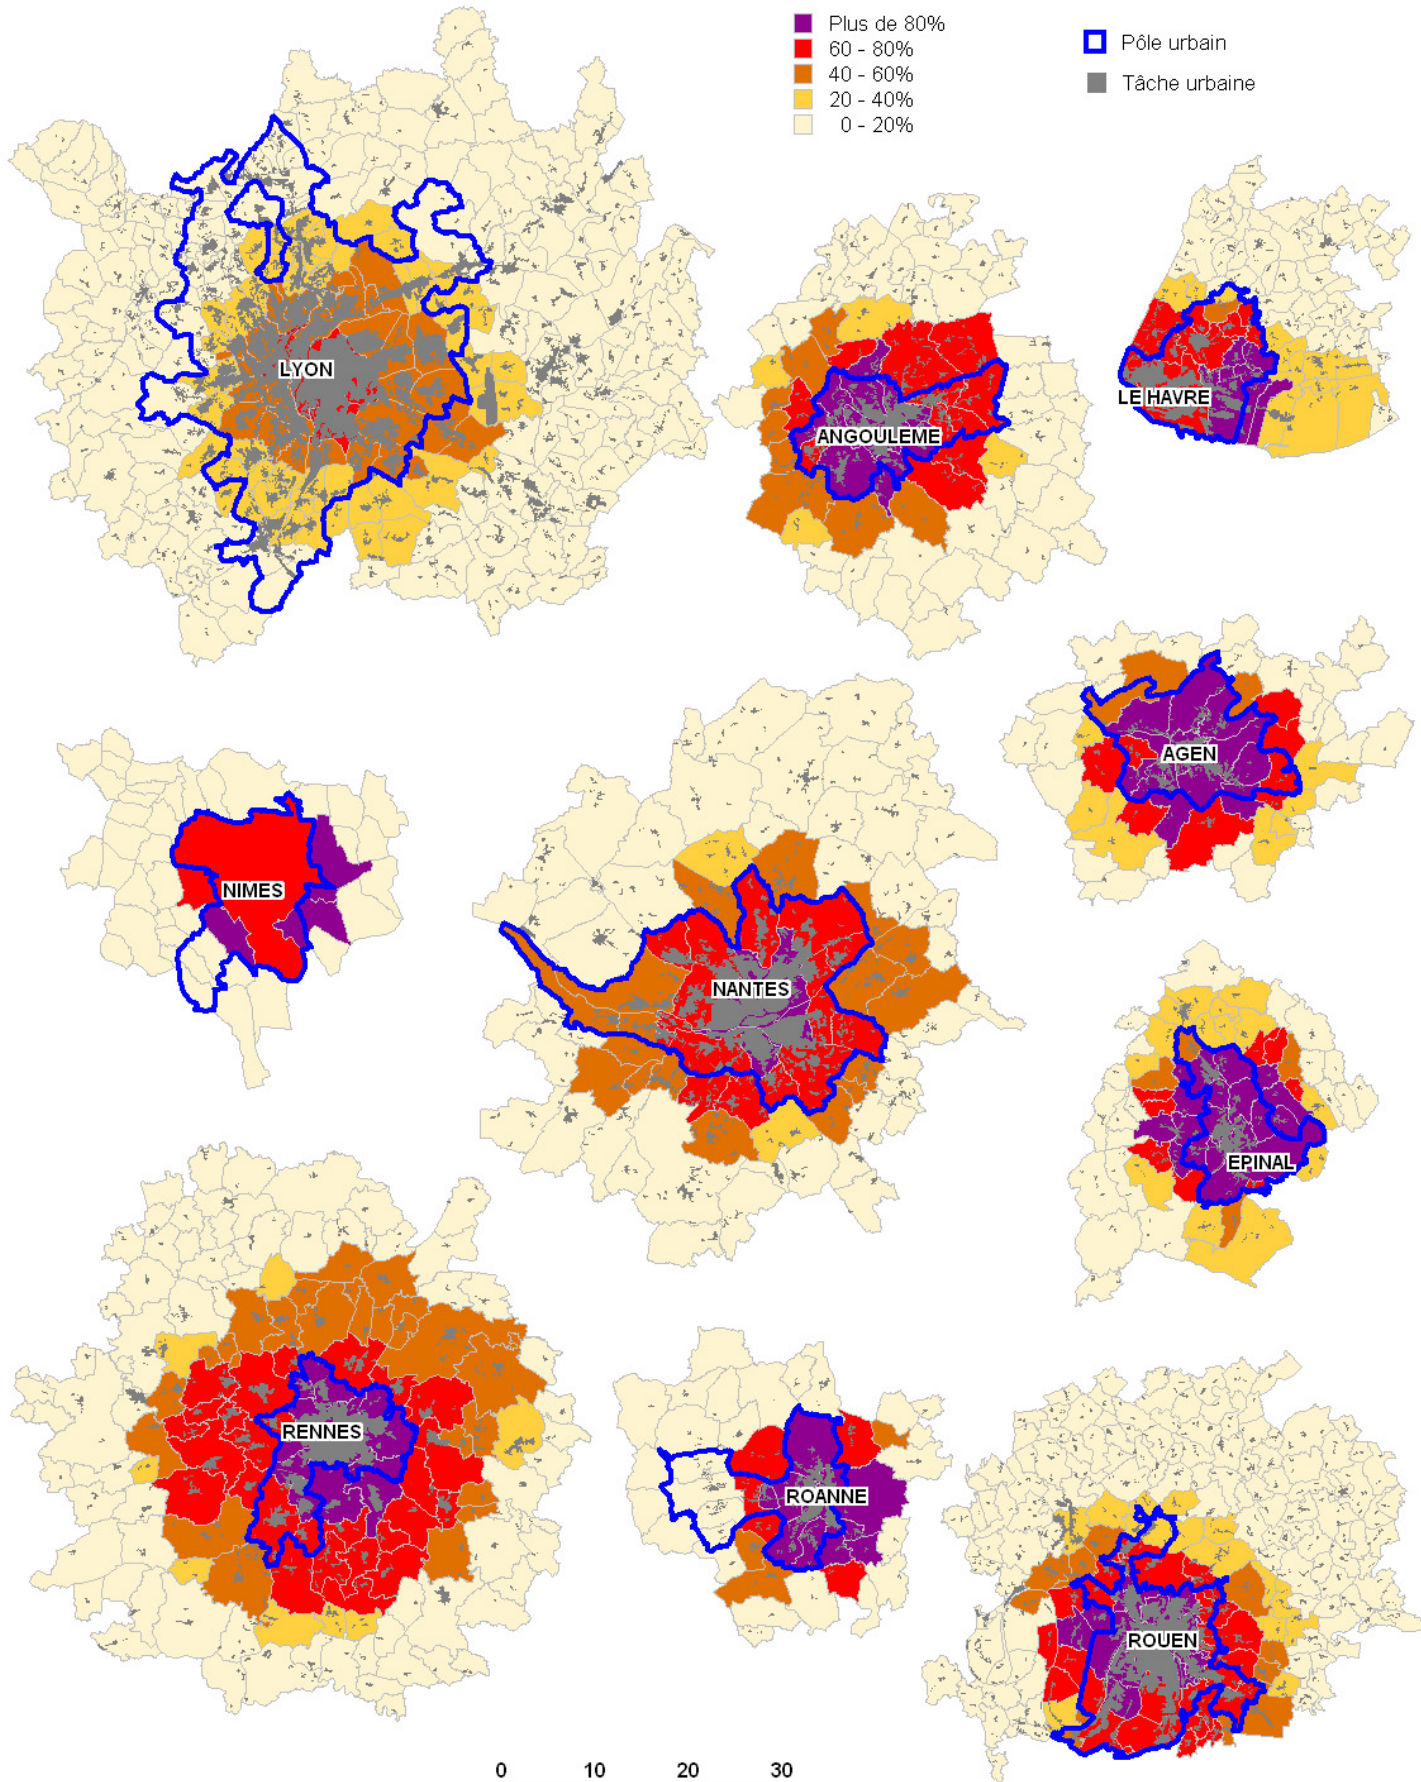 Plus de 80%
60 - 80%
40 - 60%
20 - 40%
0 - 20%
Pôle urbain
Tâche urbaine
LYON
ANGOULEME
LE HAVRE
AGEN
NIMES
NANTES
EPINAL
RENNES
ROANNE
ROUEN
0 10 20 30